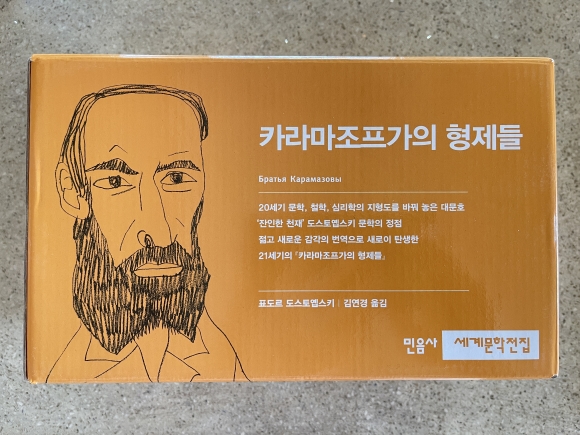 카라마조프가의 형제들
Братья Карамазовы
20세기 문학, 철학, 심리학의 지형도를 바꿔 놓은 대문호
'잔인한 천재' 도스토옙스키 문학의 정점
젊고 새로운 감각의 번역으로 새로이 탄생한
21세기의 『카라마조프가의 형제들』
표도르 도스토옙스키 | 김연경 옮김
민음사 세계문학전집